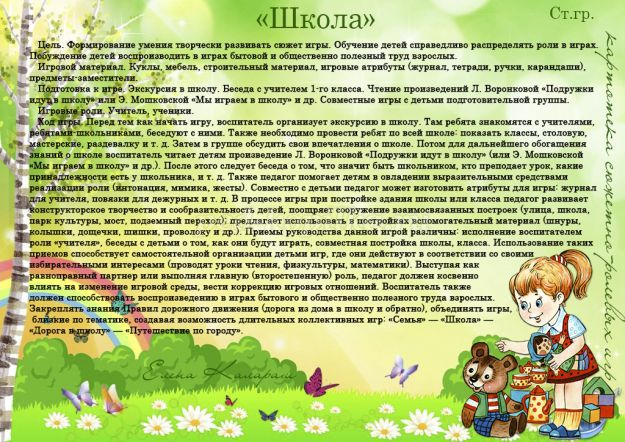 «Школа»
Ст.гр.
Цель. Формирование умения творчески развивать сюжет игры. Обучение детей справедливо распределять роли в играх.
Побуждение детей воспроизводить в играх бытовой и общественно полезный труд взрослых.
Игровой материал. Куклы, мебель, строительный материал, игровые атрибуты (журнал, тетради, ручки, карандаши),
предметы-заместители.
Подготовка к игре. Экскурсия в школу. Беседа с учителем 1-го класса. Чтение произведений Л. Воронковой «Подружки
идут в школу» или Э. Мошковской «Мы играем в школу» и др. Совместные игры с детьми подготовительной группы.
Игровые роли. Учитель, ученики.
Ход игры. Перед тем как начать игру, воспитатель организует экскурсию в школу. Там ребята знакомятся с учителями,
ребятами-школьниками, беседуют с ними. Также необходимо провести ребят по всей школе: показать классы, столовую,
мастерские, раздевалку и т. д. Затем в группе обсудить свои впечатления о школе. Потом для дальнейшего обогащения
знаний о школе воспитатель читает детям произведение Л. Воронковой «Подружки идут в школу» (или Э. Мошковской
«Мы играем в школу» и др.). После этого следует беседа о том, что значит быть школьником, кто преподает урок, какие
принадлежности есть у школьника, и т. д. Также педагог помогает детям в овладении выразительными средствами
реализации роли (интонация, мимика, жесты). Совместно с детьми педагог может изготовить атрибуты для игры: журнал
для учителя, повязки для дежурных и т. д. В процессе игры при постройке здания школы или класса педагог развивает
конструкторское творчество и сообразительность детей, поощряет сооружение взаимосвязанных построек (улица, школа,
парк культуры, мост, подземный переход), предлагает использовать в постройках вспомогательный материал (шнуры,
колышки, дощечки, шишки, проволоку и др.). Приемы руководства данной игрой различны: исполнение воспитателем
роли «учителя», беседы с детьми о том, как они будут играть, совместная постройка школы, класса. Использование таких
приемов способствует самостоятельной организации детьми игр, где они действуют в соответствии со своими
избирательными интересами (проводят уроки чтения, физкультуры, математики). Выступая как
равноправный партнер или выполняя главную (второстепенную) роль, педагог должен косвенно
влиять на изменение игровой среды, вести коррекцию игровых отношений. Воспитатель также
должен способствовать воспроизведению в играх бытового и общественно полезного труда взрослых.
Закреплять знания Правил дорожного движения (дорога из дома в школу и обратно), объединять игры,
близкие по тематике, создавая возможность длительных коллективных игр: «Семья» — «Школа» —
«Дорога в школу» — «Путешествие по городу».
картотека сюжетно-ролевых игр
Елена